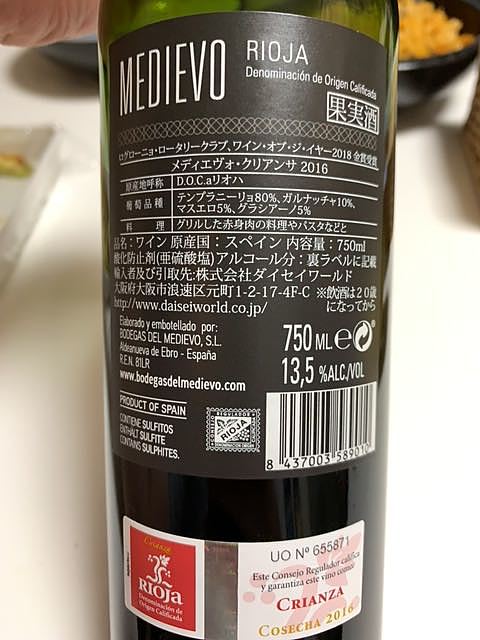 MEDIEVO
RIOJA
Denominación de Origen Calificada
果実酒
ログローニョ・ロータリークラブ、ワイン・オブ・ジ・イヤー2018 金賞受賞
メディエヴォ・クリアンサ 2016
原産地呼称 D.O.C.aリオハ
葡萄品種 テンプラニーリョ80%、ガルナッチャ10%、
マスエロ5%、グラシアーノ5%
料理 グリルした赤身肉の料理やパスタなどと
品名：ワイン 原産国：スペイン 内容量：750ml
酸化防止剤(亜硫酸塩) アルコール分：裏ラベルに記載
輸入者及び引取先:株式会社ダイセイワールド
大阪府大阪市浪速区元町1-2-17-4F-C ※飲酒は20歳
http://www.daiseiworld.co.jp/ になってから
Elaborado y embotellado por:
BODEGAS DEL MEDIEVO, S.L.
Aldeanueva de Ebro - España
R.E.N. 81LR
www.bodegasdelmedievo.com
750 ML e
13,5 %ALC./VOL
PRODUCT OF SPAIN
CONTIENE SULFITOS
ENTHÄLT SULFITE
CONTAINS SULPHITES.
RIOJA
8 437003 589010
Crianza
RIOJA
Denominación de
Origen Calificada
UO Nº 655871
Este Consejo Regulador califica
y garantiza este vino como
CRIANZA
COSECHA 2016